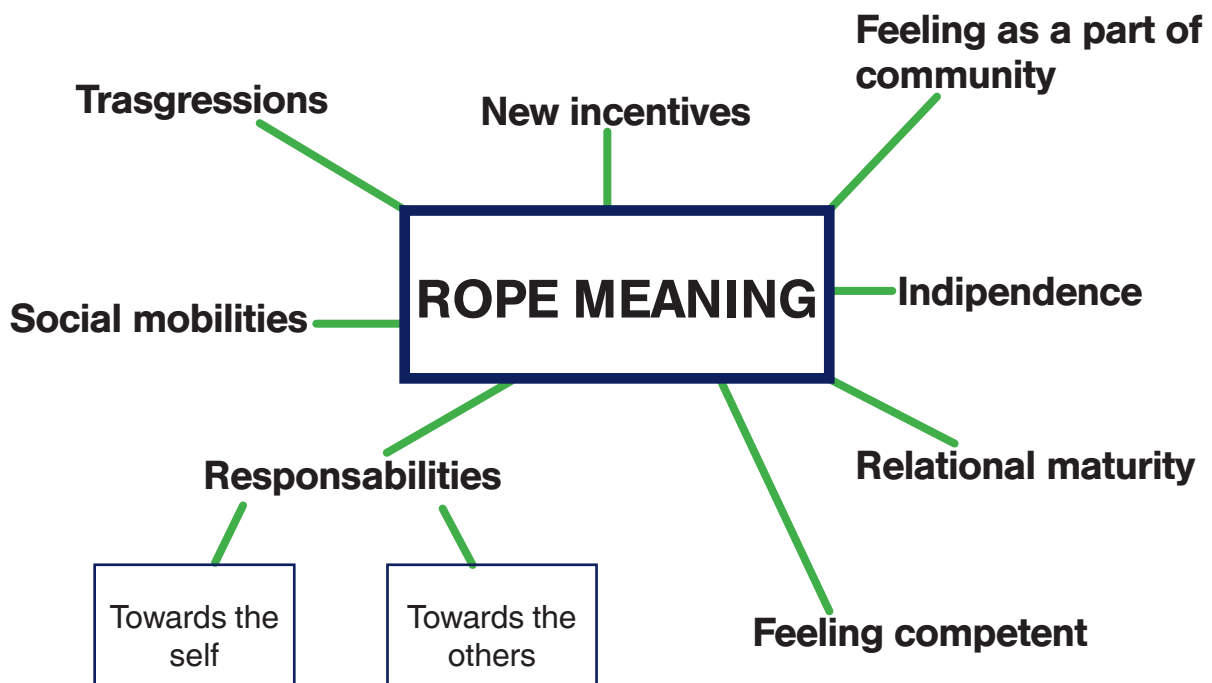 Feeling as a part of
community
Trasgressions
New incentives
ROPE MEANING
Indipendence
Social mobilities
Relational maturity
Responsabilities
Towards the
self
Towards the
others
Feeling competent